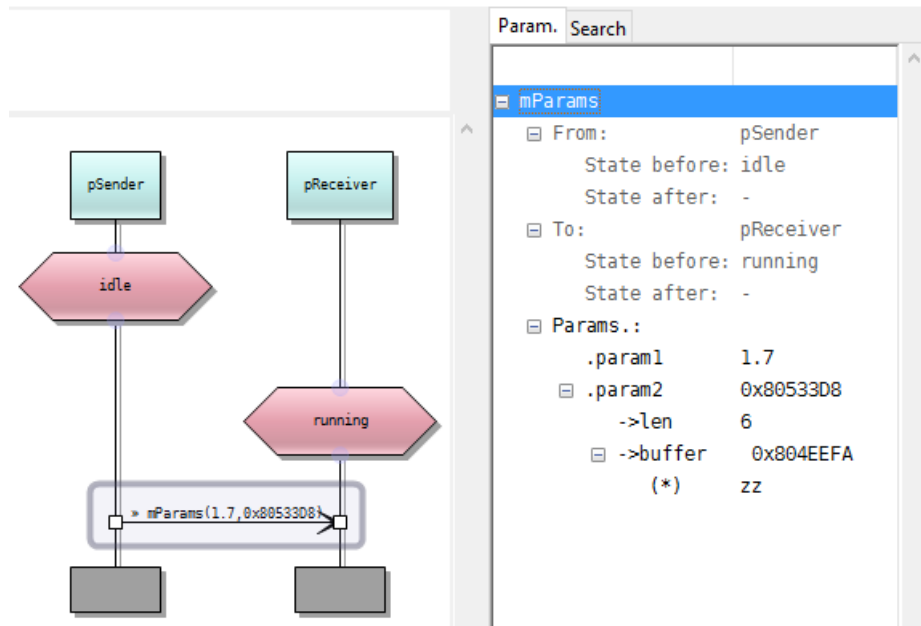 Param. Search
mParams
From: pSender
State before: idle
State after: -
To: pReceiver
State before: running
State after: -
Params.:
.param1 1.7
.param2 0x80533D8
->len 6
->buffer 0x804EEFA
(*) zz
pSender pReceiver
idle
running
» mParams(1.7,0x80533D8)